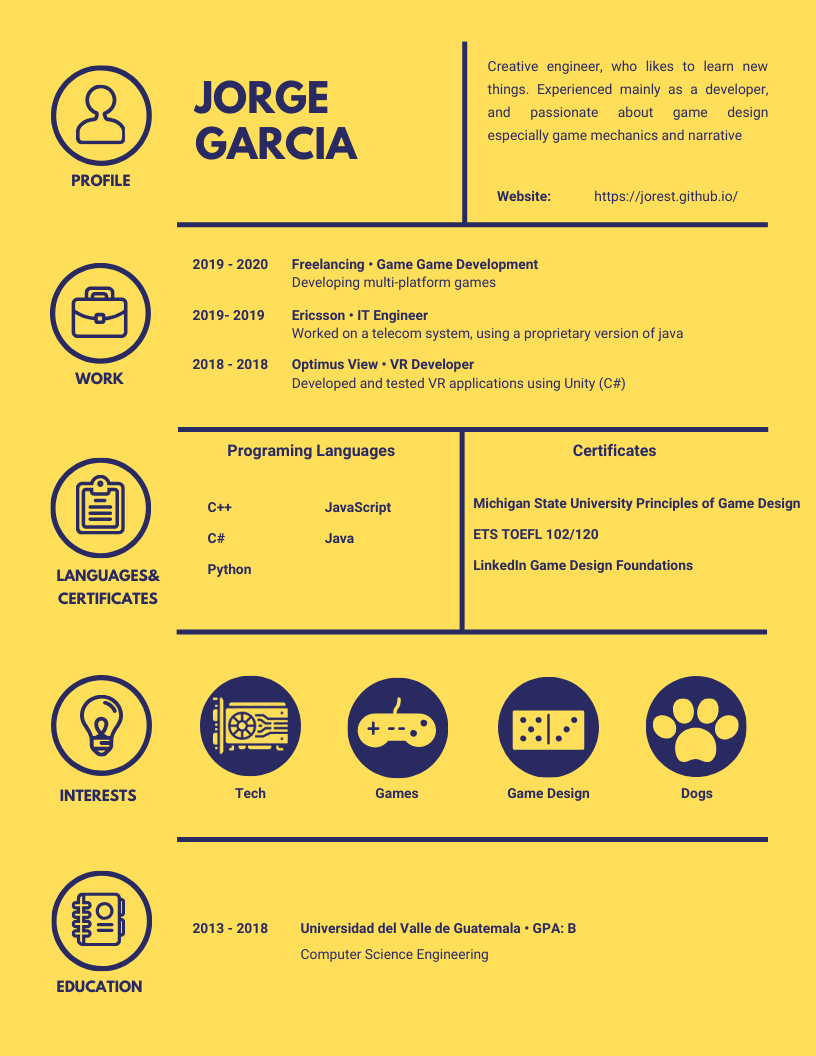 JORGE
GARCIA
PROFILE
Creative engineer, who likes to learn new
things. Experienced mainly as a developer,
and passionate about game design
especially game mechanics and narrative
Website: https://jorest.github.io/
WORK
2019 - 2020 Freelancing • Game Game Development
Developing multi-platform games
2019- 2019 Ericsson • IT Engineer
Worked on a telecom system, using a proprietary version of java
2018 - 2018 Optimus View • VR Developer
Developed and tested VR applications using Unity (C#)
LANGUAGES&
CERTIFICATES
Programing Languages
C++ JavaScript
C# Java
Python
Certificates
Michigan State University Principles of Game Design
ETS TOEFL 102/120
LinkedIn Game Design Foundations
INTERESTS
Tech Games Game Design Dogs
EDUCATION
2013 - 2018 Universidad del Valle de Guatemala • GPA: B
Computer Science Engineering